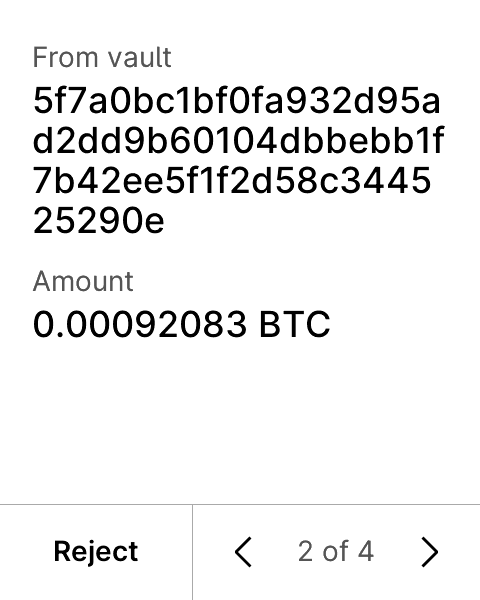 From vault
5f7a0bc1bf0fa932d95a
d2dd9b60104dbbebb1f
7b42ee5f1f2d58c3445
25290e
Amount
0.00092083 BTC
Reject
2 of 4